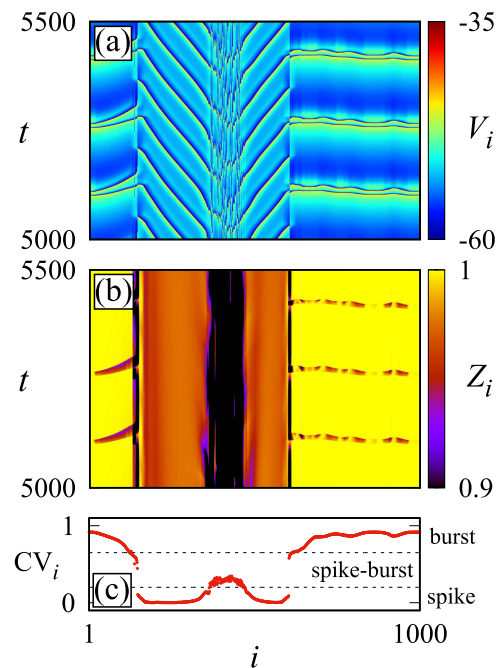 5500
(a)
-35
t
V_i
5000
-60
5500
(b)
1
t
Z_i
5000
0.9
1
burst
CV_i
spike-burst
(c)
0
spike
1
i
1000